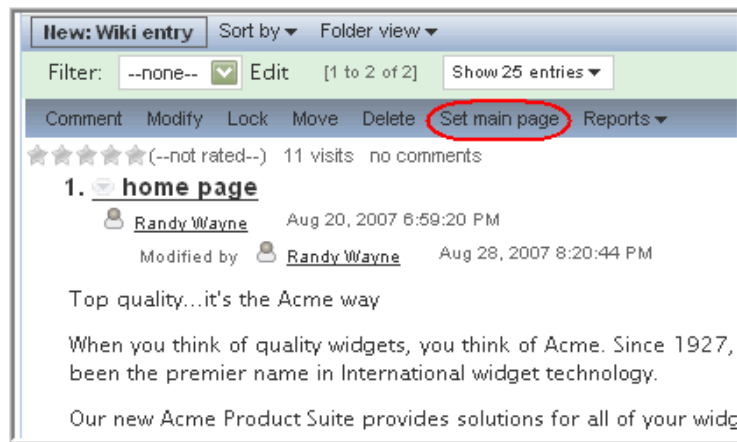 New: Wiki entry Sort by Folder view
Filter: --none-- Edit [1 to 2 of 2] Show 25 entries
Comment Modify Lock Move Delete Set main page Reports
(--not rated--) 11 visits no comments
1. home page
Randy Wayne Aug 20, 2007 6:59:20 PM
Modified by Randy Wayne Aug 28, 2007 8:20:44 PM
Top quality...it's the Acme way
When you think of quality widgets, you think of Acme. Since 1927,
been the premier name in International widget technology.
Our new Acme Product Suite provides solutions for all of your